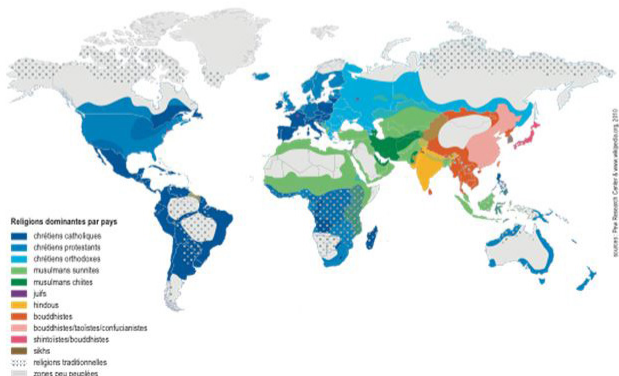 Religions dominantes par pays
chrétiens catholiques
chrétiens protestants
chrétiens orthodoxes
musulmans sunnites
musulmans chiites
juifs
hindous
bouddhistes
bouddhistes/taoïstes/confucianistes
shintoïstes/bouddhistes
sikhs
religions traditionnelles
zones peu peuplées
sources : Pew Research Center & www.wikipedia.org, 2010